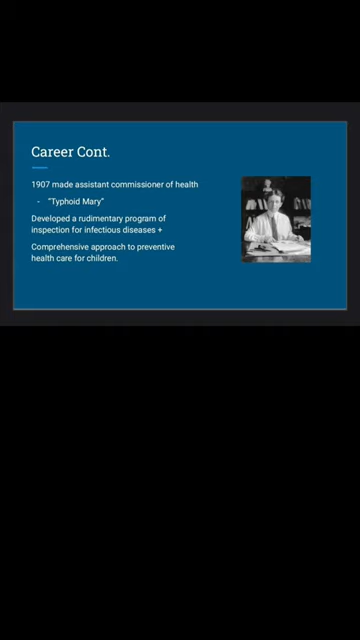 Career Cont.
1907 made assistant commissioner of health
- "Typhoid Mary"
Developed a rudimentary program of
inspection for infectious diseases +
Comprehensive approach to preventive
health care for children.